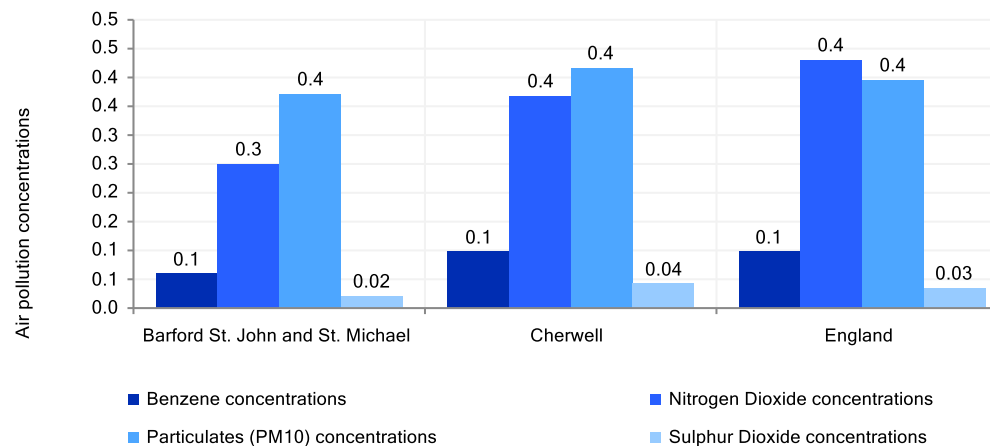 Air pollution concentrations
0.5
0.5
0.4
0.4
0.3
0.3
0.2
0.2
0.1
0.1
0.0
0.1
0.3
0.4
0.02
0.1
0.4
0.4
0.04
0.1
0.4
0.4
0.03
Barford St. John and St. Michael
Cherwell
England
Benzene concentrations
Nitrogen Dioxide concentrations
Particulates (PM10) concentrations
Sulphur Dioxide concentrations